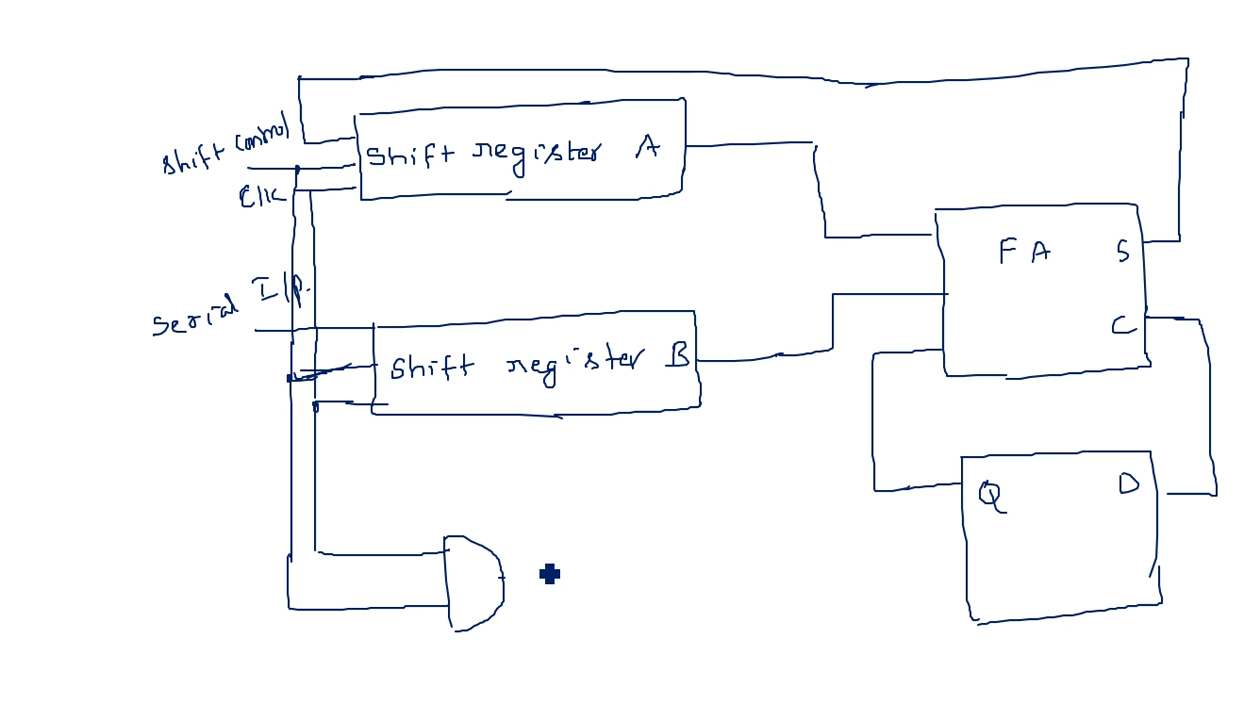 Shift Control
Shift register A
Clk
FA S
Serial I/p.
C
Shift register B
Q D